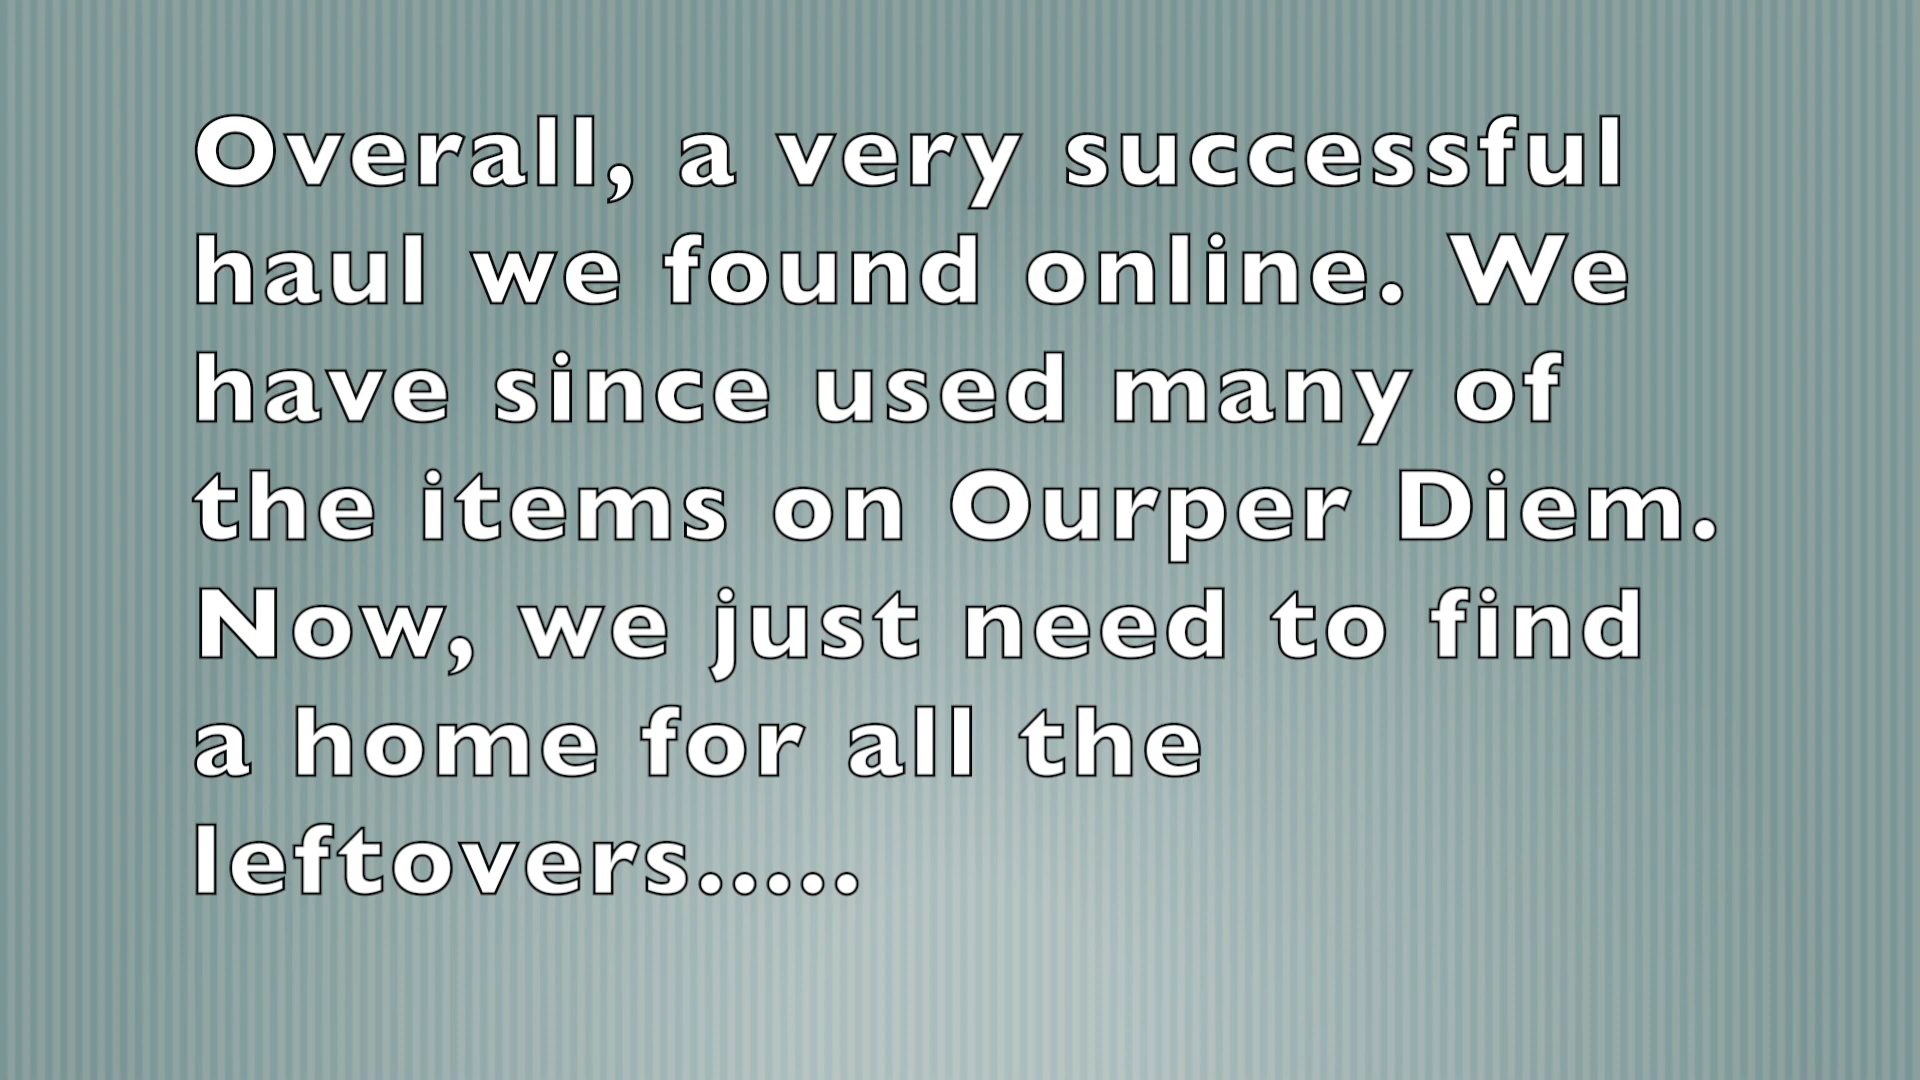 Overall, a very successful
haul we found online. We
have since used many of
the items on Ourper Diem.
Now, we just need to find
a home for all the
leftovers.....